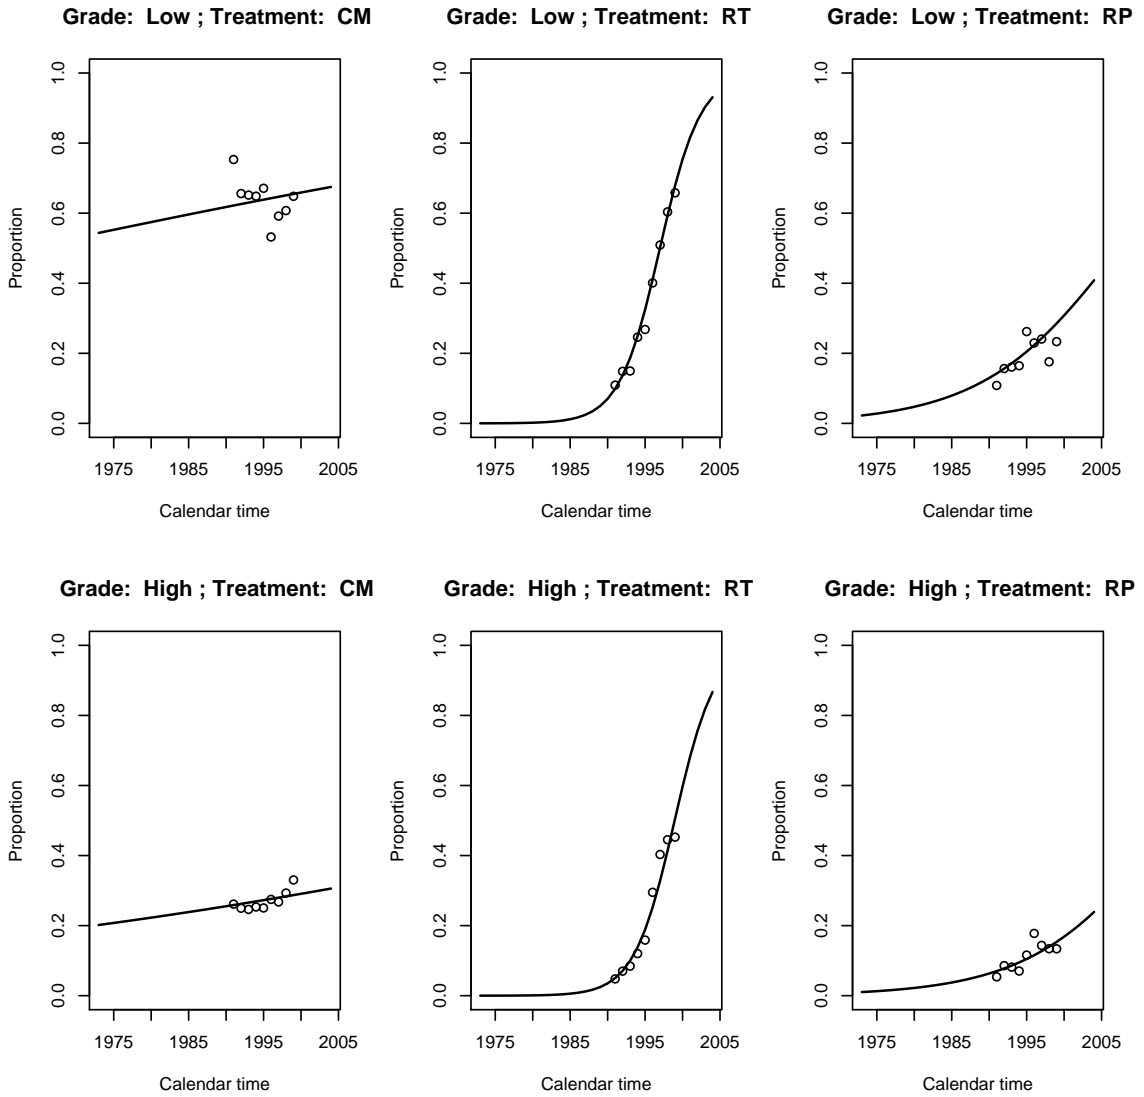 Grade:  Low ; Treatment:  CM
Proportion
0.0 0.2 0.4 0.6 0.8 1.0
1975 1985 1995 2005
Calendar time
Grade:  Low ; Treatment:  RT
Proportion
0.0 0.2 0.4 0.6 0.8 1.0
1975 1985 1995 2005
Calendar time
Grade:  Low ; Treatment:  RP
Proportion
0.0 0.2 0.4 0.6 0.8 1.0
1975 1985 1995 2005
Calendar time
Grade:  High ; Treatment:  CM
Proportion
0.0 0.2 0.4 0.6 0.8 1.0
1975 1985 1995 2005
Calendar time
Grade:  High ; Treatment:  RT
Proportion
0.0 0.2 0.4 0.6 0.8 1.0
1975 1985 1995 2005
Calendar time
Grade:  High ; Treatment:  RP
Proportion
0.0 0.2 0.4 0.6 0.8 1.0
1975 1985 1995 2005
Calendar time